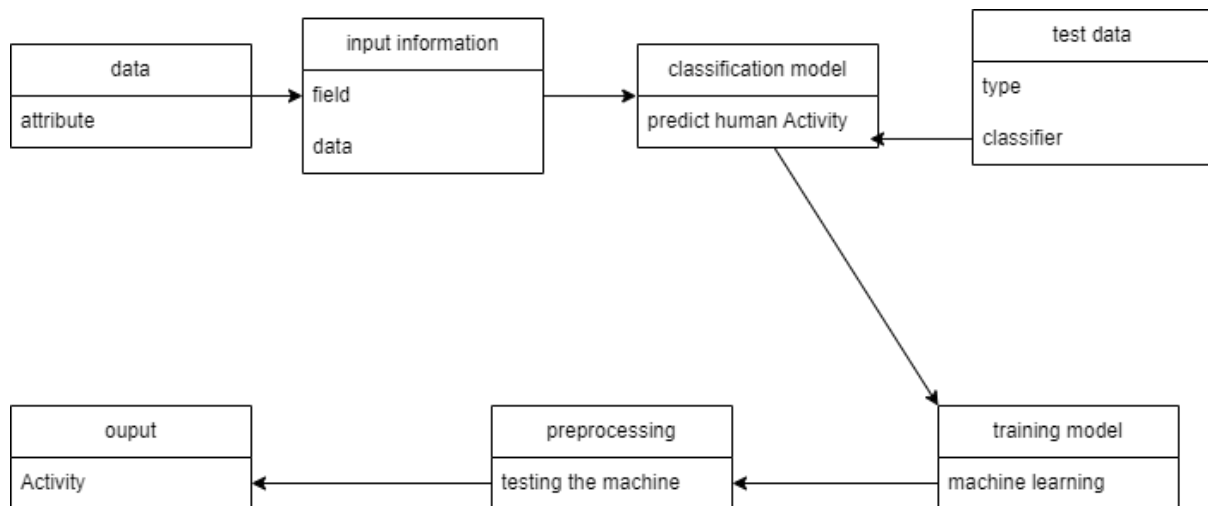 data
attribute
input information
field
data
classification model
predict human Activity
test data
type
classifier
ouput
Activity
preprocessing
testing the machine
training model
machine learning